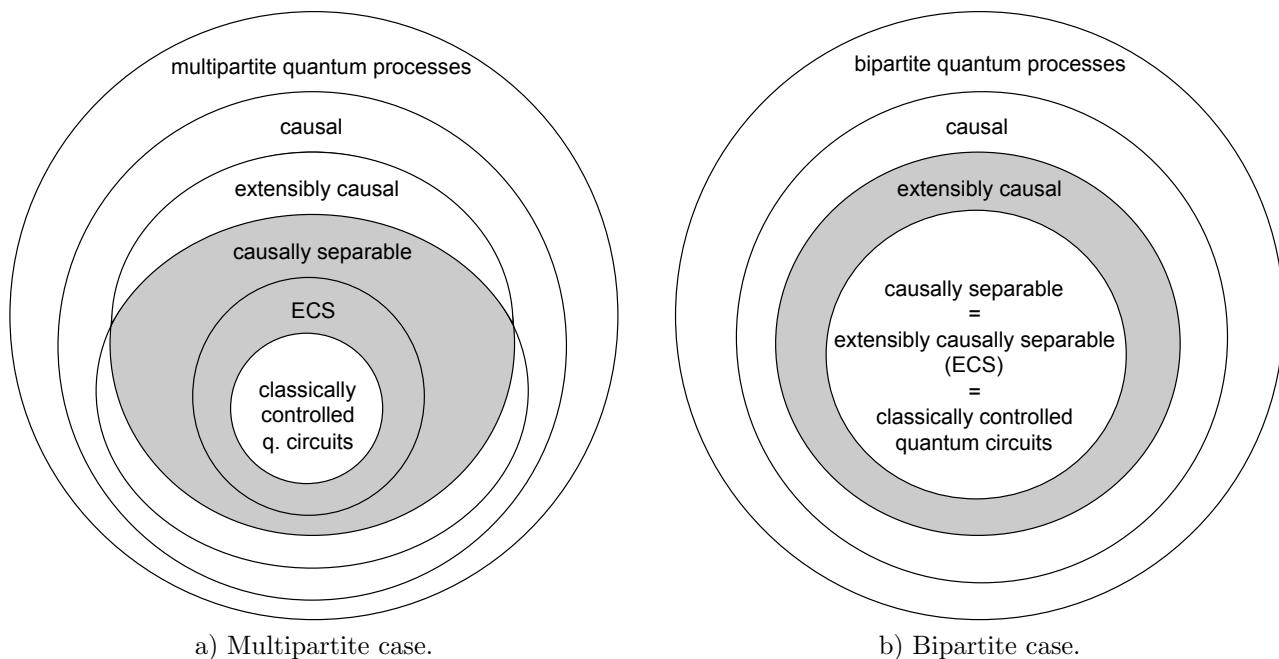 multipartite quantum processes
causal
extensibly causal
causally separable
ECS
classically
controlled
q. circuits
a) Multipartite case.
bipartite quantum processes
causal
extensibly causal
causally separable
=
extensibly causally separable
(ECS)
=
classically controlled
quantum circuits
b) Bipartite case.